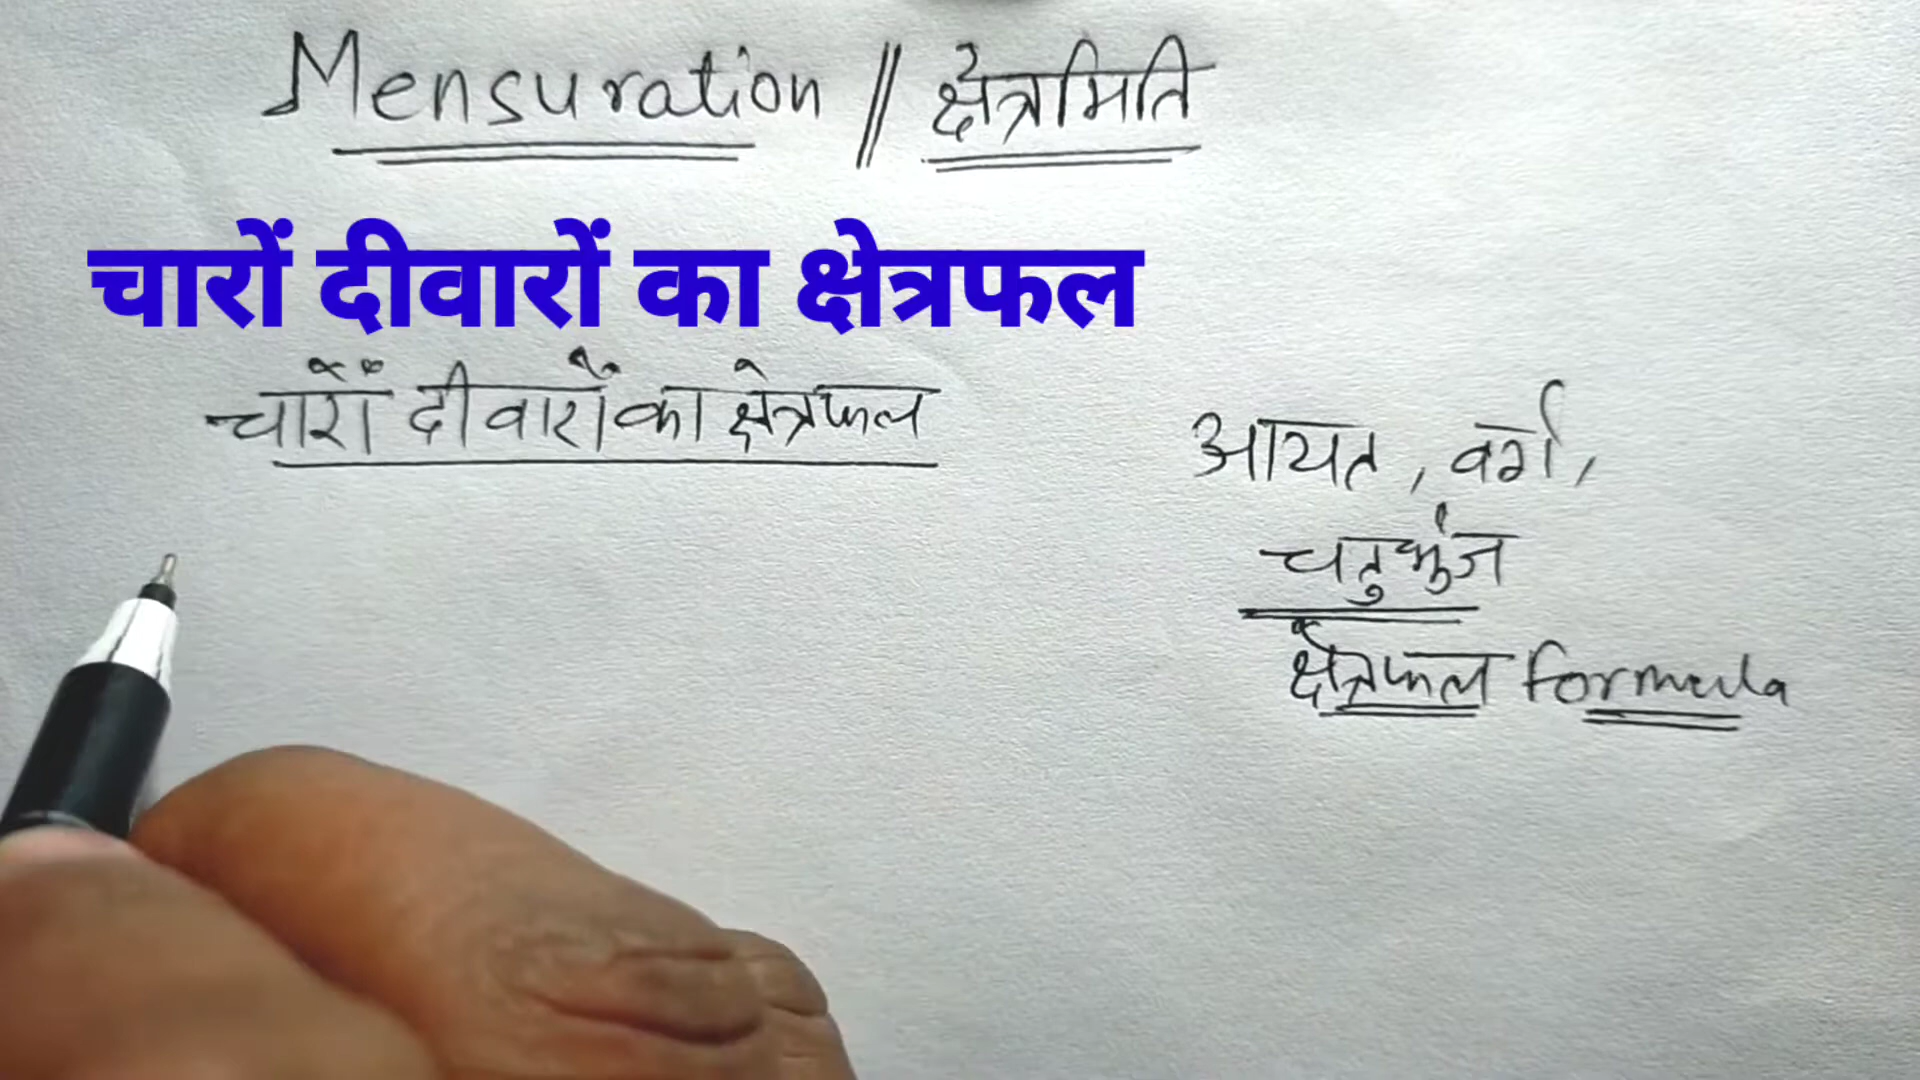 Mensuration // क्षेत्रमिति
चारों दीवारों का क्षेत्रफल
चारों दीवारों का क्षेत्रफल
आयत, वर्ग,
चतुर्भुज
क्षेत्रफल formula